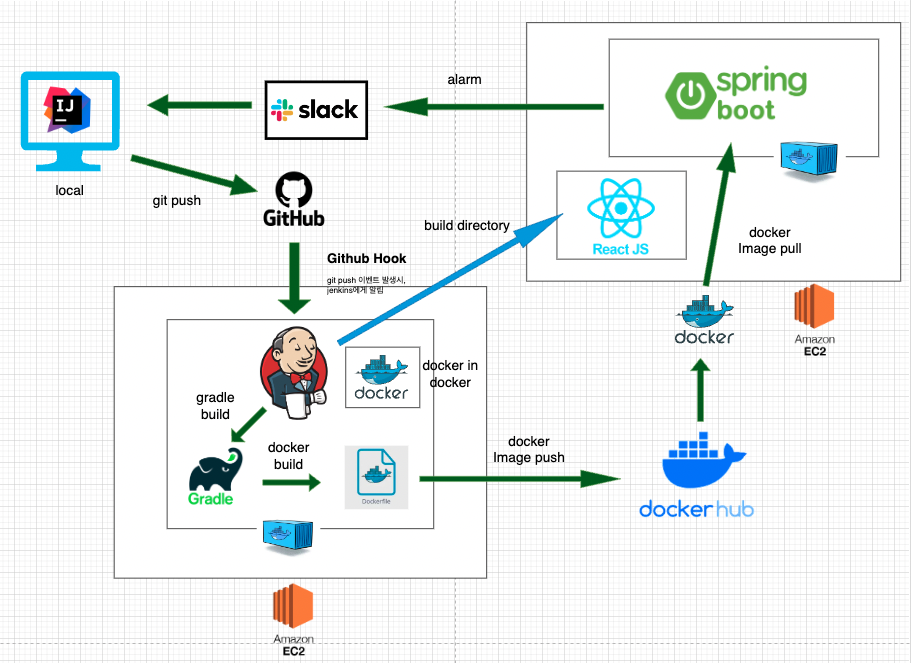 IJ
local
slack
alarm
spring
boot
git push
GitHub
build directory
React JS
docker
Image pull
Github Hook
git push 이벤트 발생시,
jenkins에게 알림
docker
Amazon
EC2
docker
docker in
docker
gradle
build
Gradle
docker
build
Dockerfile
docker
Image push
dockerhub
Amazon
EC2